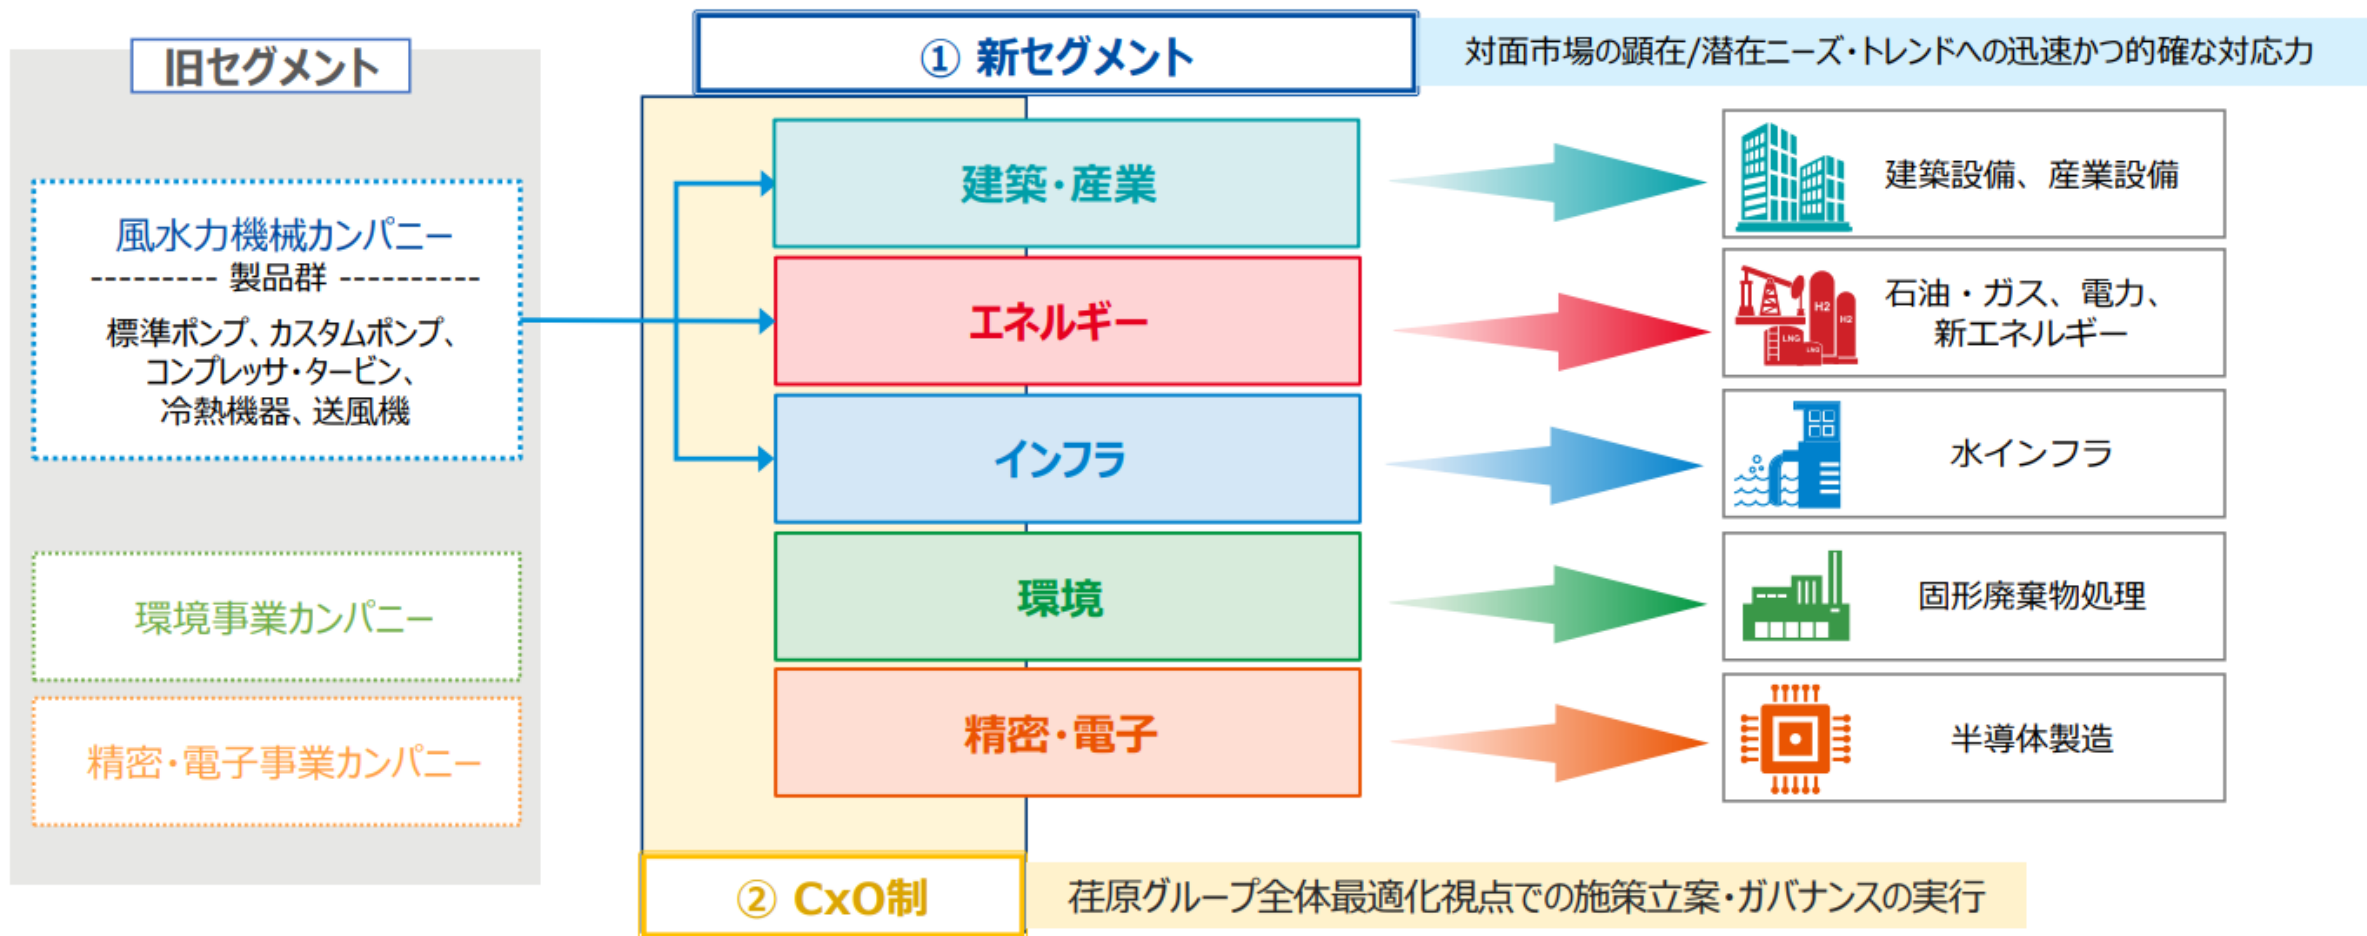 旧セグメント
風水力機械カンパニー
--------- 製品群 ----------
標準ポンプ、カスタムポンプ、
コンプレッサ・タービン、
冷熱機器、送風機
環境事業カンパニー
精密・電子事業カンパニー
① 新セグメント
対面市場の顕在/潜在ニーズ・トレンドへの迅速かつ的確な対応力
建築・産業
建築設備、産業設備
エネルギー
H2
H2
LNG
LNG
石油・ガス、電力、
新エネルギー
インフラ
水インフラ
環境
固形廃棄物処理
精密・電子
半導体製造
② CxO制
荏原グループ全体最適化視点での施策立案・ガバナンスの実行